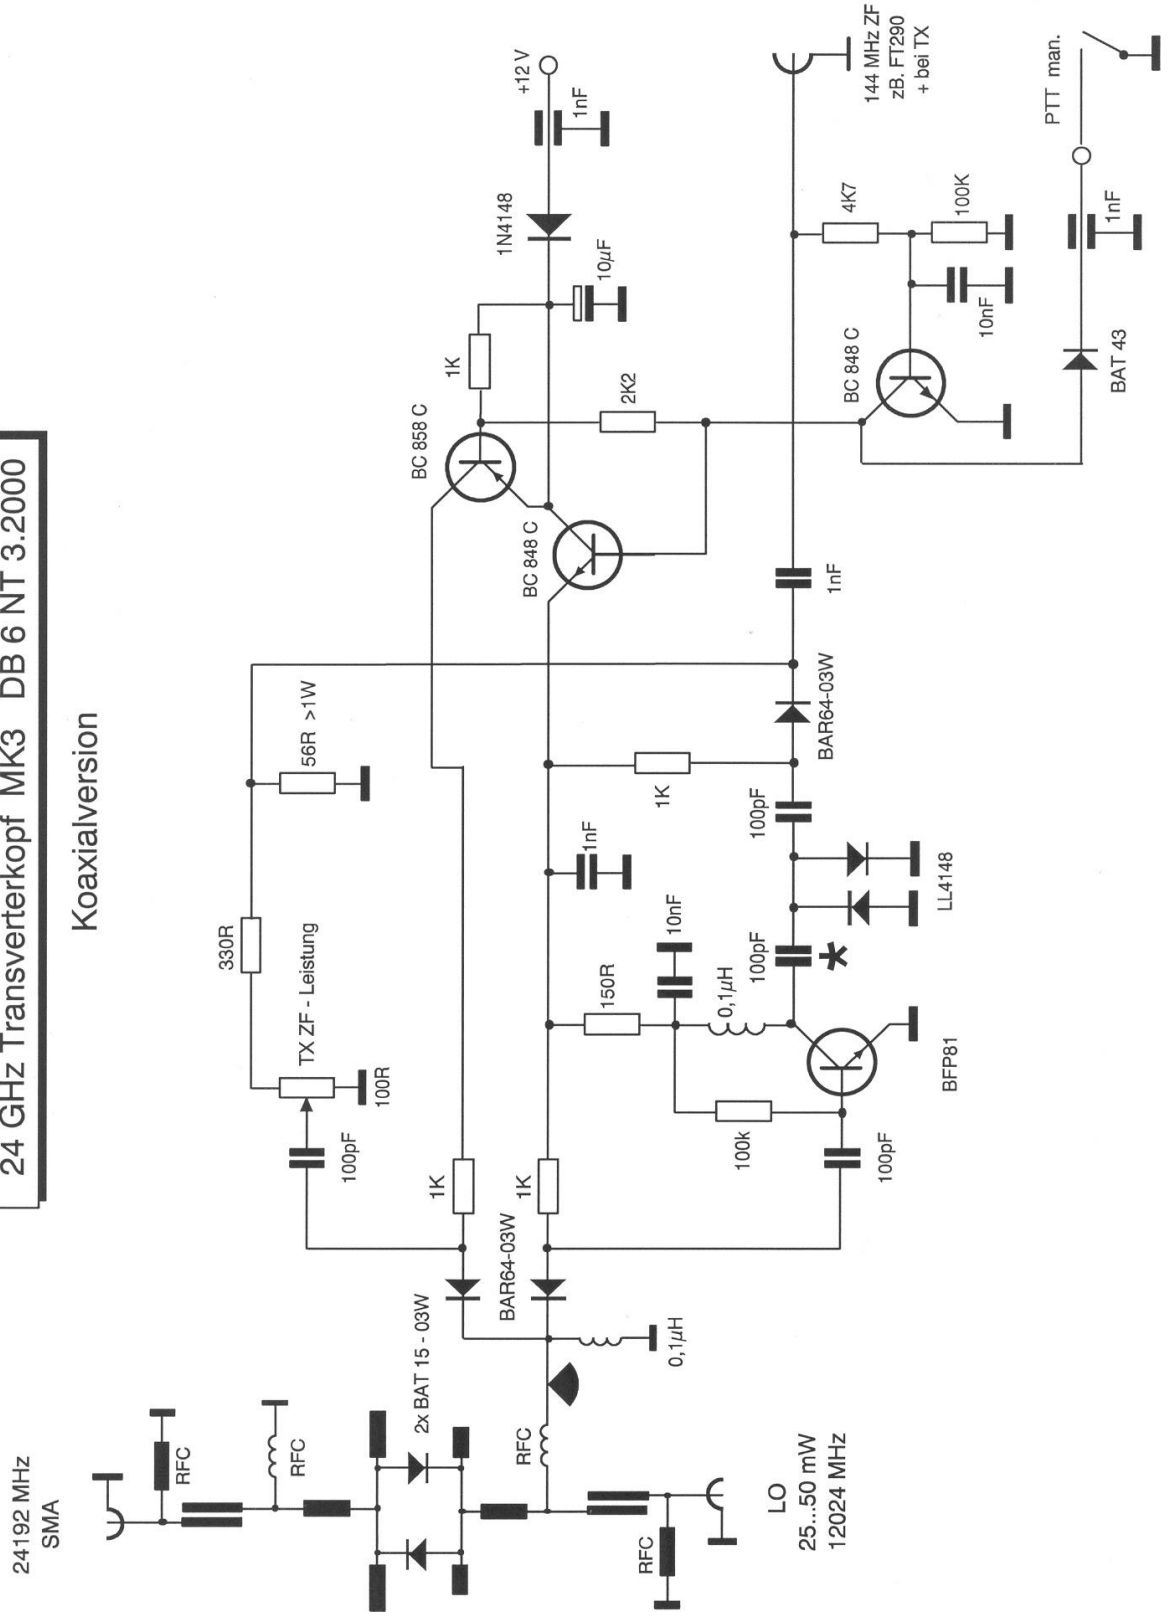 24 GHz Transverterkopf MK3 DB 6 NT 3.2000
Koaxialversion
24192 MHz
SMA
RFC
RFC
2x BAT 15 - 03W
RFC
RFC
LO
25...50 mW
12024 MHz
330R
56R >1W
TX ZF - Leistung
100R
100pF
1K
1K
BAR64-03W
0,1µH
100pF
100k
BFP81
150R
10nF
0,1µH
100pF
*
LL4148
100pF
1nF
1K
BAR64-03W
1nF
BC 858 C
BC 848 C
1K
2K2
10µF
1N4148
1nF
+12 V
BC 848 C
4K7
100K
10nF
BAT 43
1nF
PTT man.
144 MHz ZF
zB. FT290
+ bei TX